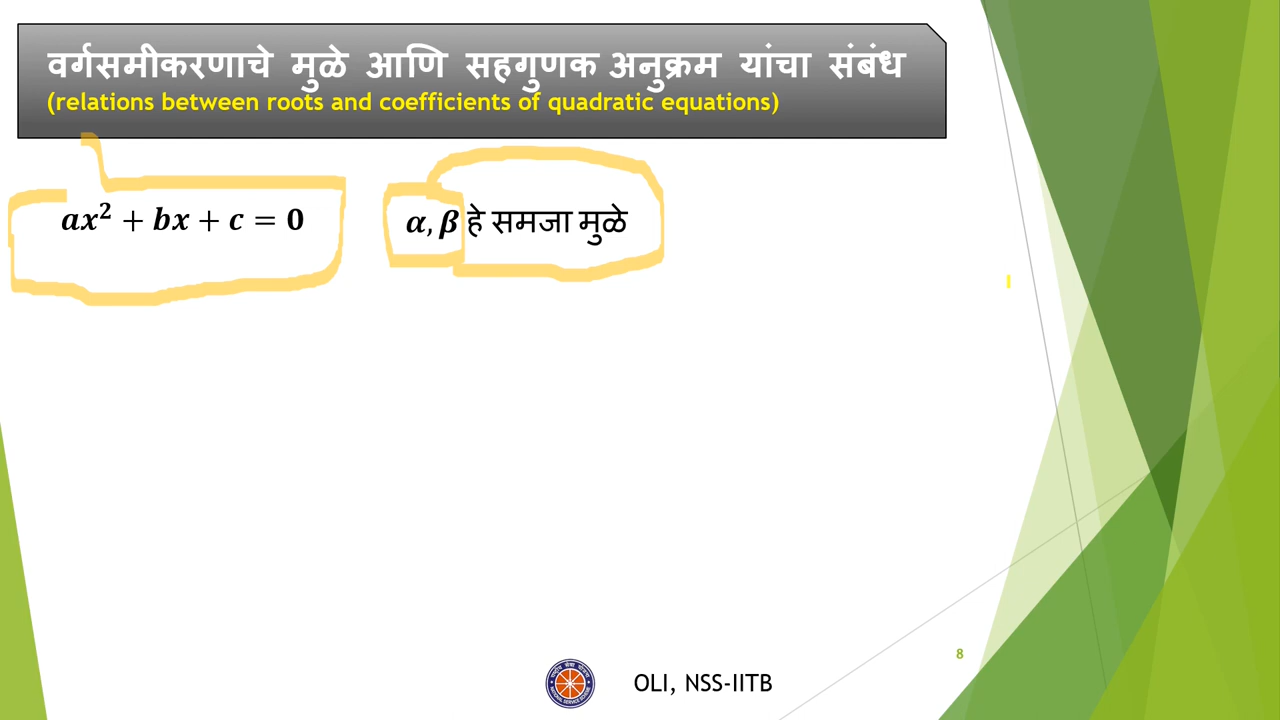 वर्गसमीकरणाचे मुळे आणि सहगुणक अनुक्रम यांचा संबंध
(relations between roots and coefficients of quadratic equations)
ax² + bx + c = 0 α, β हे समजा मुळे
8
OLI, NSS-IITB